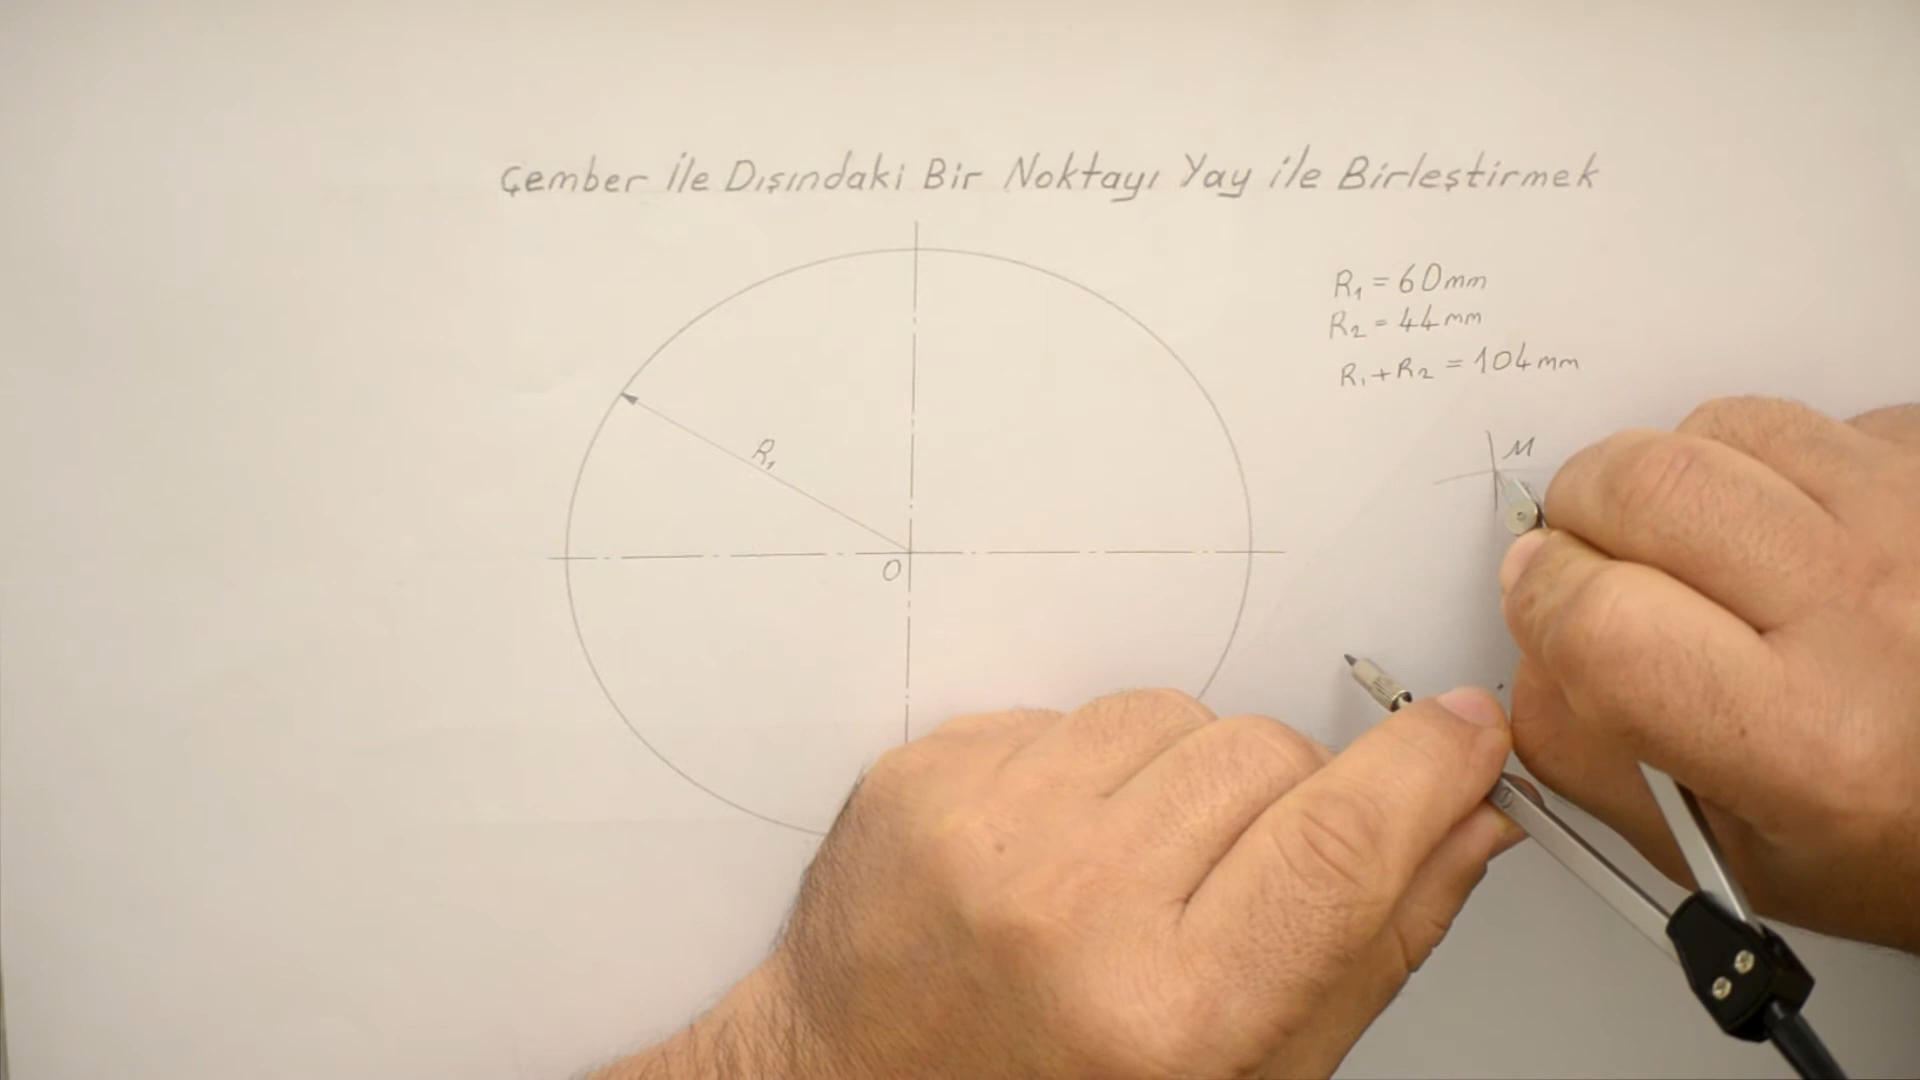 Çember İle Dışındaki Bir Noktayı Yay ile Birleştirmek
R₁ = 60mm
R₂ = 44mm
R₁+R₂ = 104mm
M
R₁
O